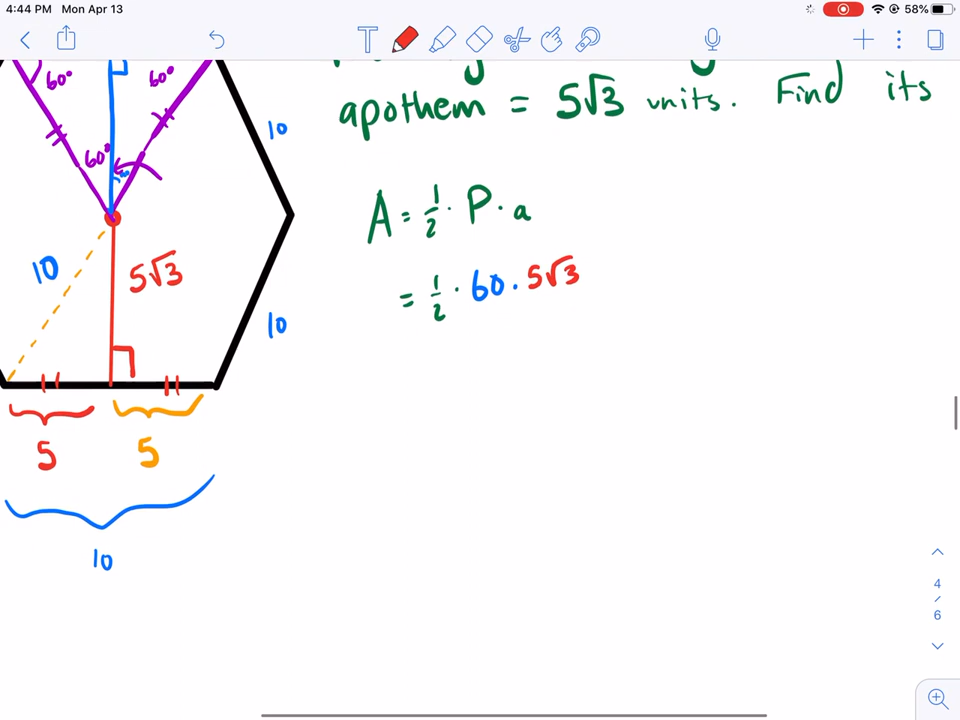 4:44 PM Mon Apr 13
58%
T
60°
60°
60°
10
apothem = 5√3 units. Find its
A = 1/2 · P · a
= 1/2 · 60 · 5√3
10
5√3
10
5
5
10
4
/
6